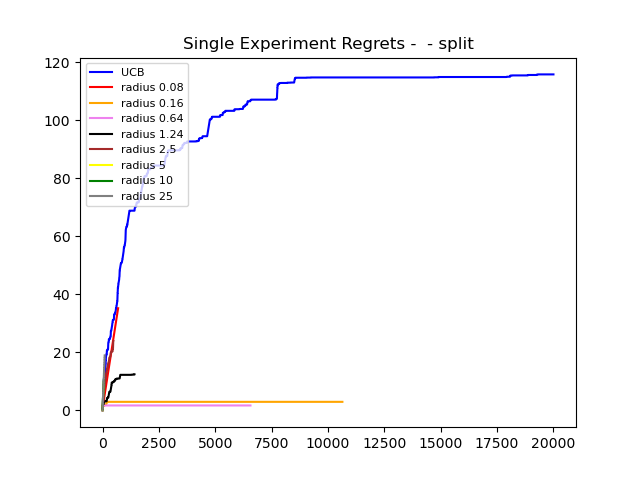 Single Experiment Regrets -  - split
120
100
80
60
40
20
0
UCB
radius 0.08
radius 0.16
radius 0.64
radius 1.24
radius 2.5
radius 5
radius 10
radius 25
0 2500 5000 7500 10000 12500 15000 17500 20000